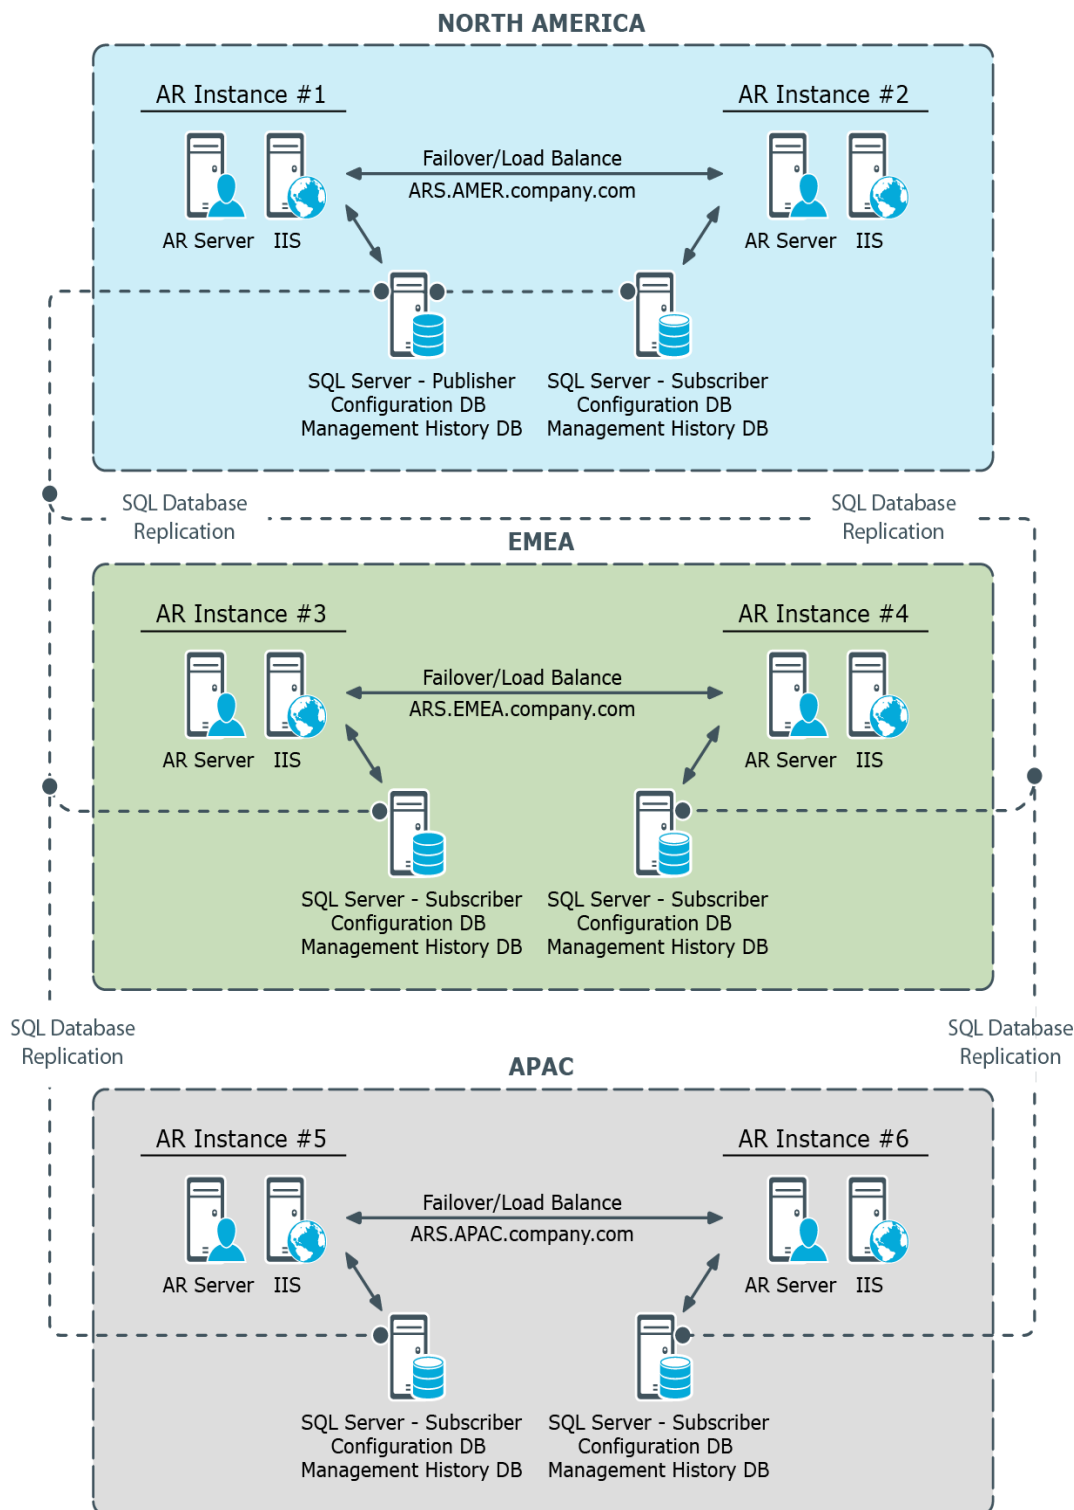 NORTH AMERICA
AR Instance #1
AR Instance #2
Failover/Load Balance
ARS.AMER.company.com
AR Server
IIS
AR Server
IIS
SQL Server - Publisher
Configuration DB
Management History DB
SQL Server - Subscriber
Configuration DB
Management History DB
SQL Database
Replication
SQL Database
Replication
EMEA
AR Instance #3
AR Instance #4
Failover/Load Balance
ARS.EMEA.company.com
AR Server
IIS
AR Server
IIS
SQL Server - Subscriber
Configuration DB
Management History DB
SQL Server - Subscriber
Configuration DB
Management History DB
SQL Database
Replication
SQL Database
Replication
APAC
AR Instance #5
AR Instance #6
Failover/Load Balance
ARS.APAC.company.com
AR Server
IIS
AR Server
IIS
SQL Server - Subscriber
Configuration DB
Management History DB
SQL Server - Subscriber
Configuration DB
Management History DB